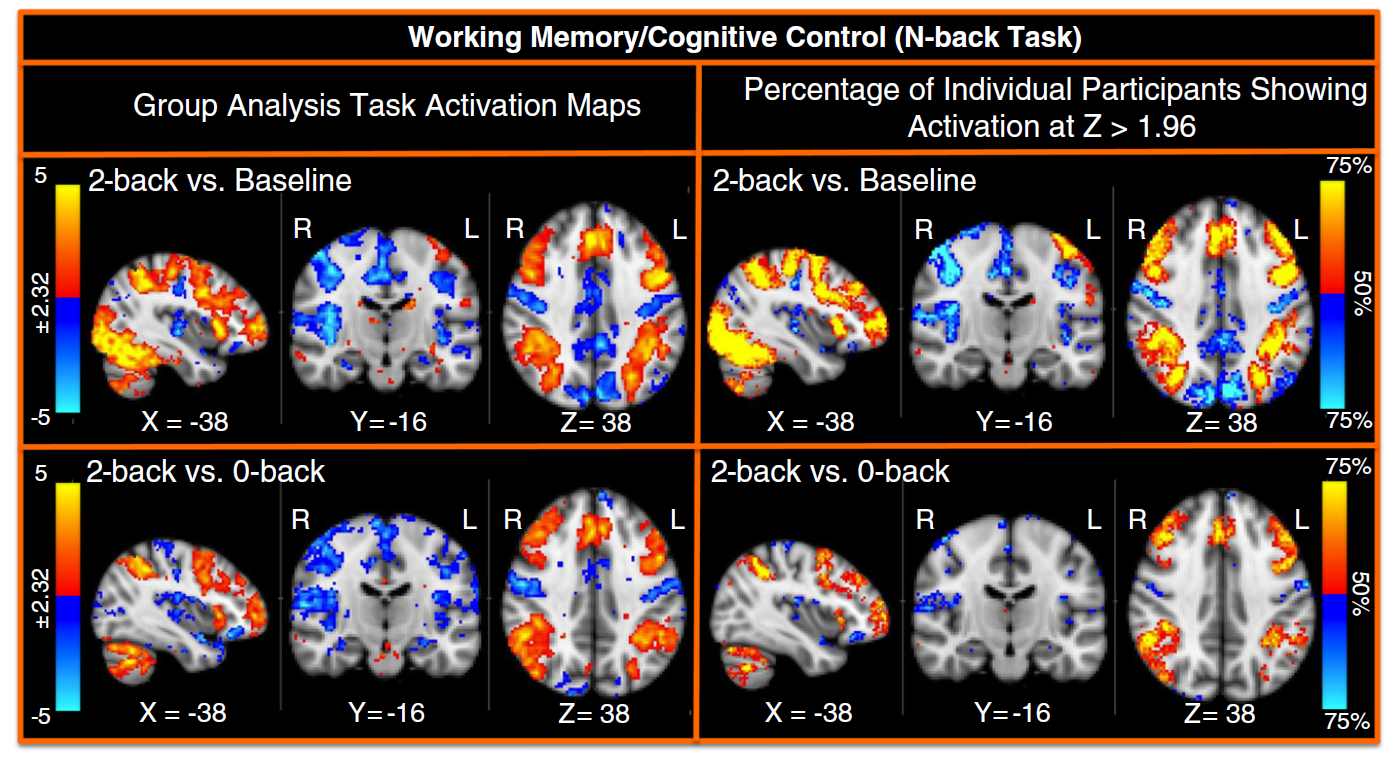 Working Memory/Cognitive Control (N-back Task)
Group Analysis Task Activation Maps
Percentage of Individual Participants Showing
Activation at Z > 1.96
5
2-back vs. Baseline
R
L
R
L
±2.32
-5
X = -38
Y= -16
Z= 38
2-back vs. Baseline
75%
R
L
R
L
50%
75%
X = -38
Y= -16
Z= 38
5
2-back vs. 0-back
R
L
R
L
±2.32
-5
X = -38
Y= -16
Z= 38
2-back vs. 0-back
75%
R
L
R
L
50%
75%
X = -38
Y= -16
Z= 38